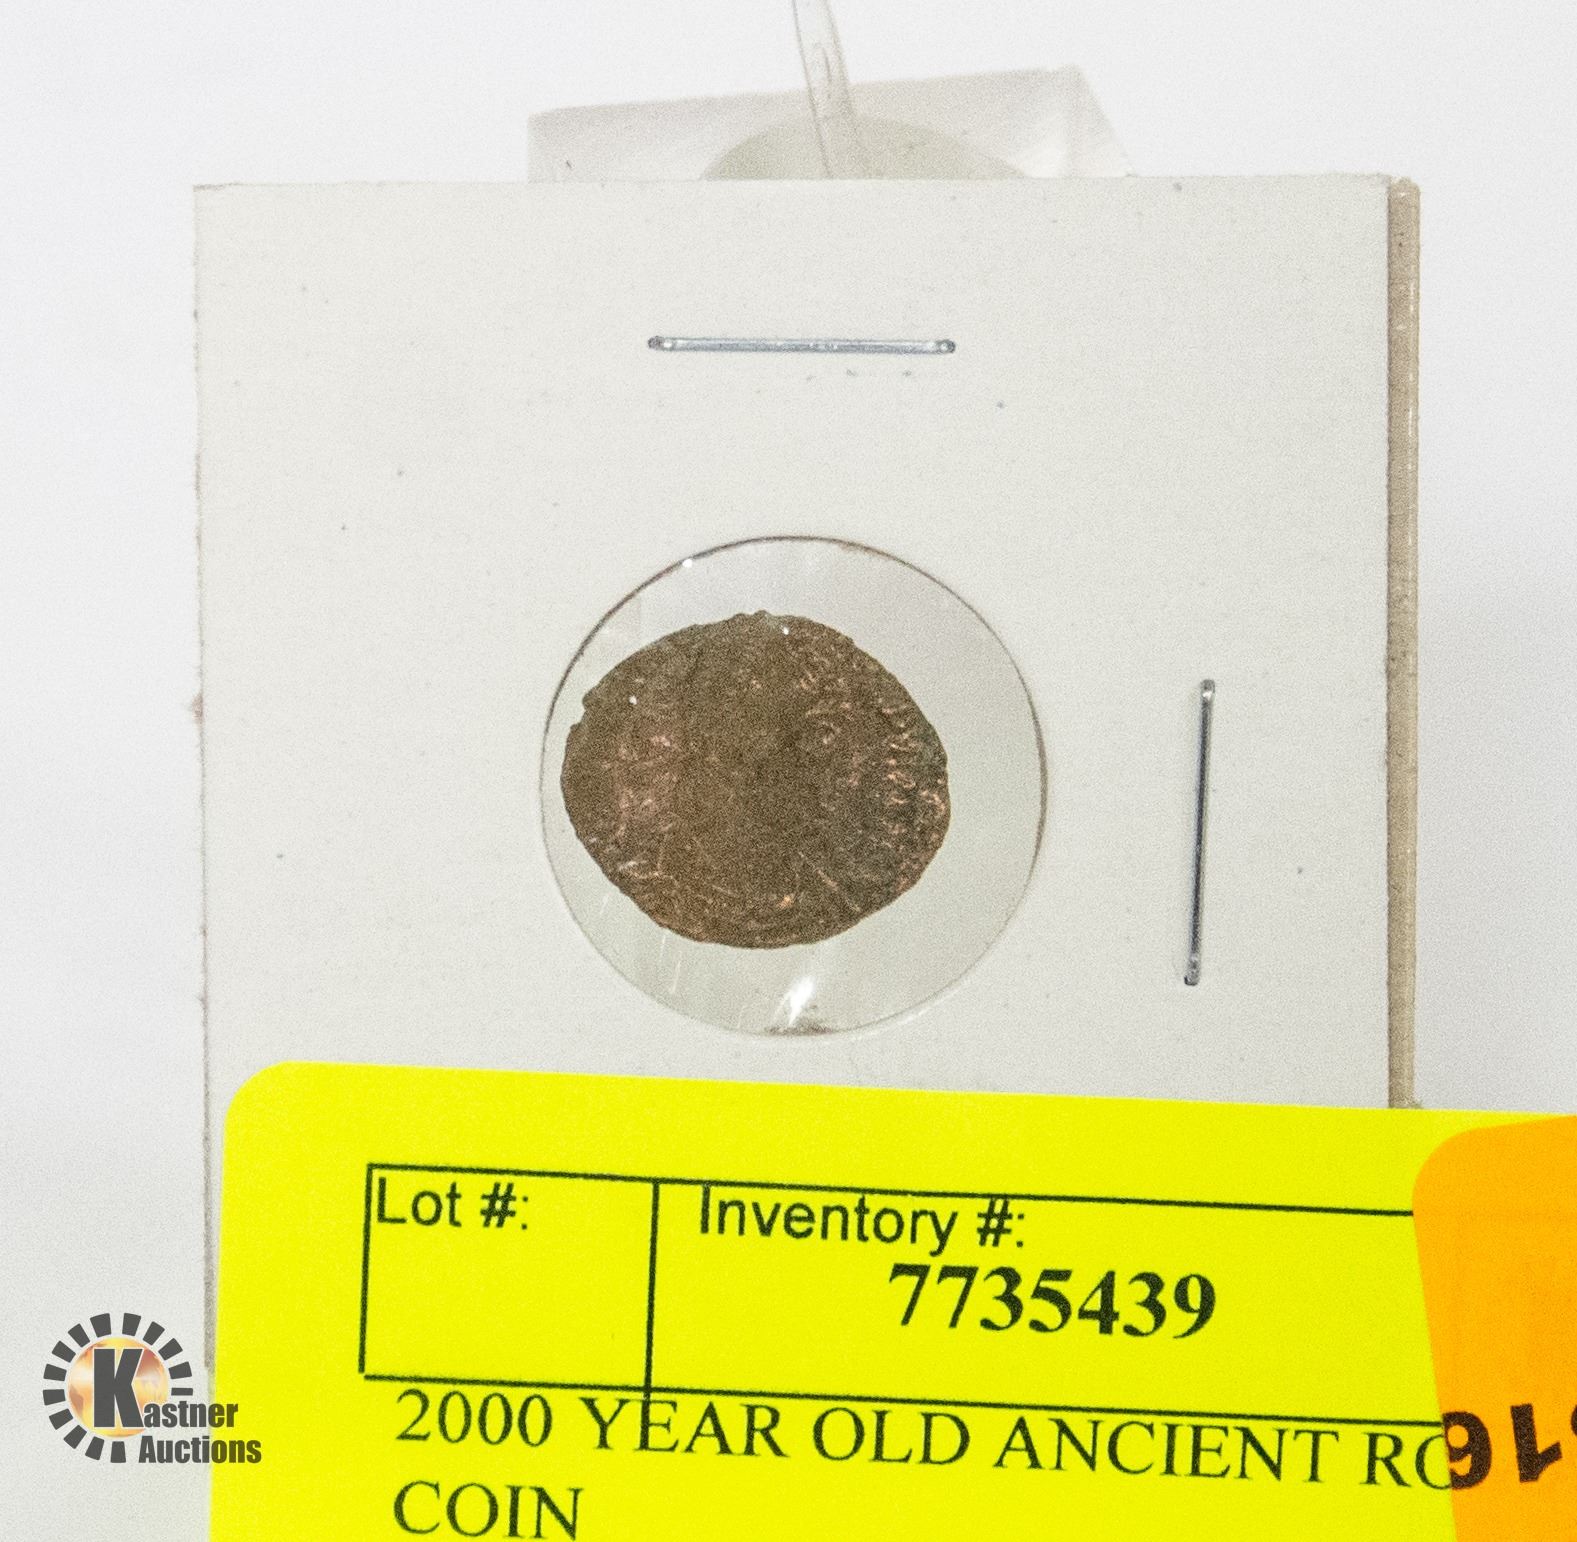 Lot #:
Inventory #:
7735439
2000 YEAR OLD ANCIENT RO
COIN
Kastner
Auctions